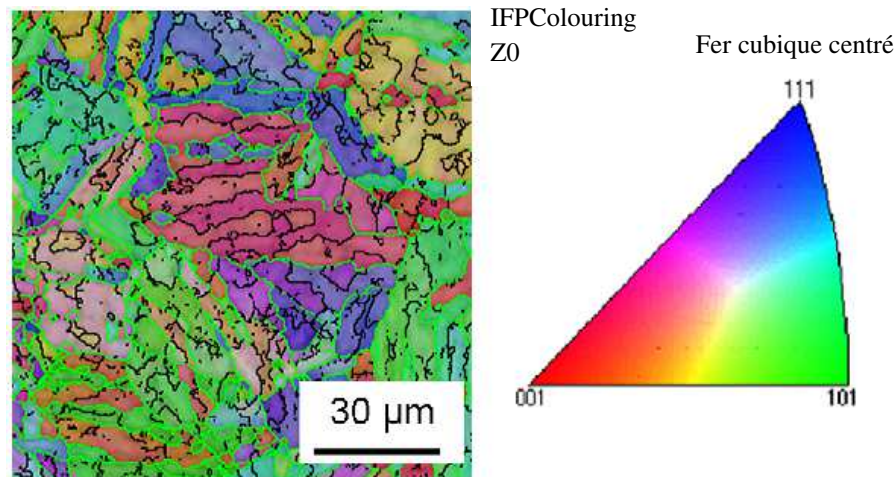 IFPColouring
Z0
Fer cubique centré
111
001
101
30 µm